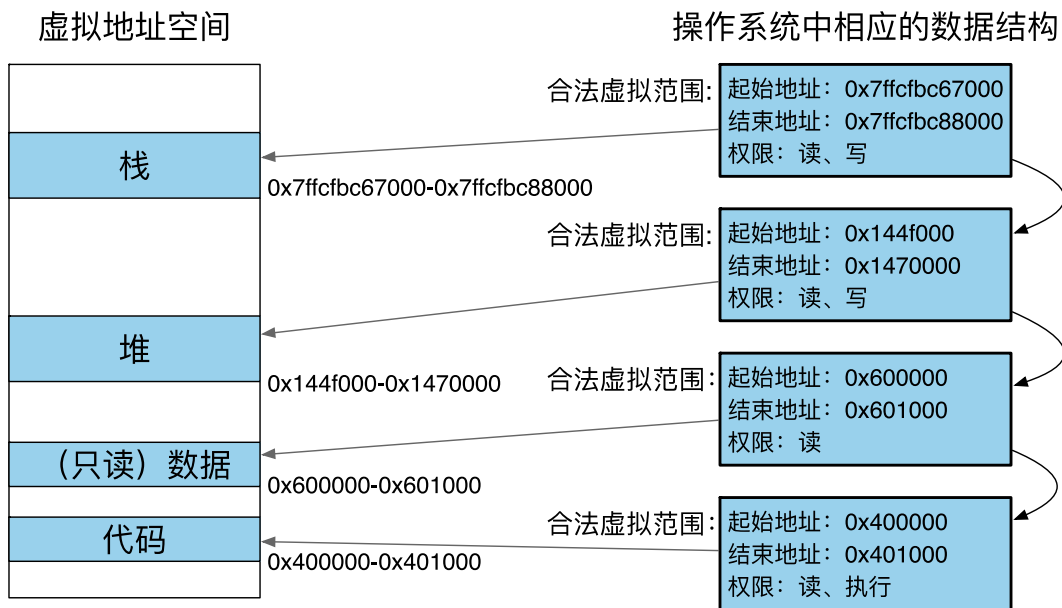 虚拟地址空间
操作系统中相应的数据结构
栈
0x7ffcfbc67000-0x7ffcfbc88000
合法虚拟范围:
起始地址：0x7ffcfbc67000
结束地址：0x7ffcfbc88000
权限：读、写
堆
0x144f000-0x1470000
合法虚拟范围:
起始地址：0x144f000
结束地址：0x1470000
权限：读、写
（只读）数据
0x600000-0x601000
合法虚拟范围:
起始地址：0x600000
结束地址：0x601000
权限：读
代码
0x400000-0x401000
合法虚拟范围:
起始地址：0x400000
结束地址：0x401000
权限：读、执行